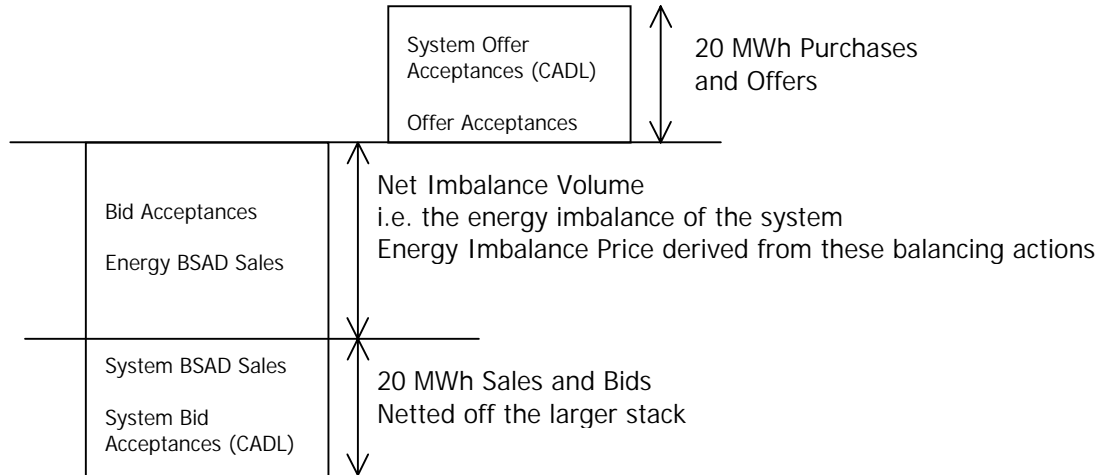 System Offer
Acceptances (CADL)
Offer Acceptances
20 MWh Purchases
and Offers
Bid Acceptances
Energy BSAD Sales
Net Imbalance Volume
i.e. the energy imbalance of the system
Energy Imbalance Price derived from these balancing actions
System BSAD Sales
System Bid
Acceptances (CADL)
20 MWh Sales and Bids
Netted off the larger stack